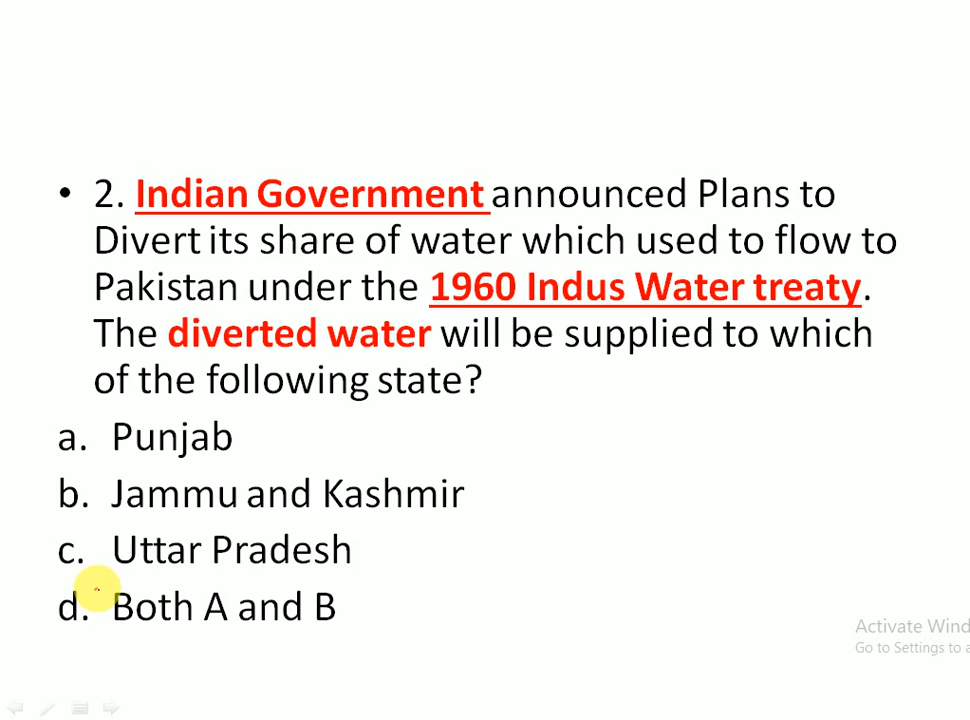 • 2. Indian Government announced Plans to
Divert its share of water which used to flow to
Pakistan under the 1960 Indus Water treaty.
The diverted water will be supplied to which
of the following state?
a. Punjab
b. Jammu and Kashmir
c. Uttar Pradesh
d. Both A and B
Activate Wind
Go to Settings to a